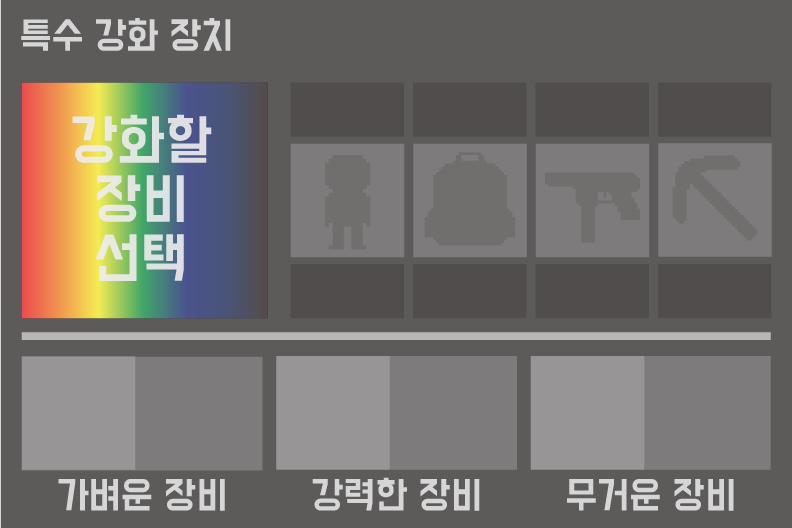 특수 강화 장치
강화할
장비
선택
가벼운 장비
강력한 장비
무거운 장비